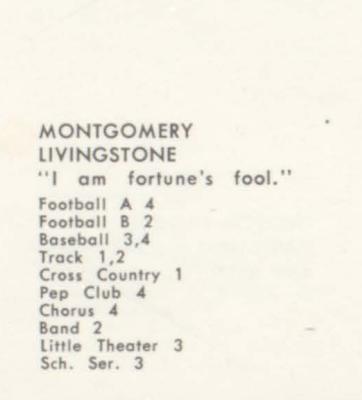 MONTGOMERY
LIVINGSTONE
"I am fortune's fool."
Football A 4
Football B 2
Baseball 3,4
Track 1,2
Cross Country 1
Pep Club 4
Chorus 4
Band 2
Little Theater 3
Sch. Ser. 3